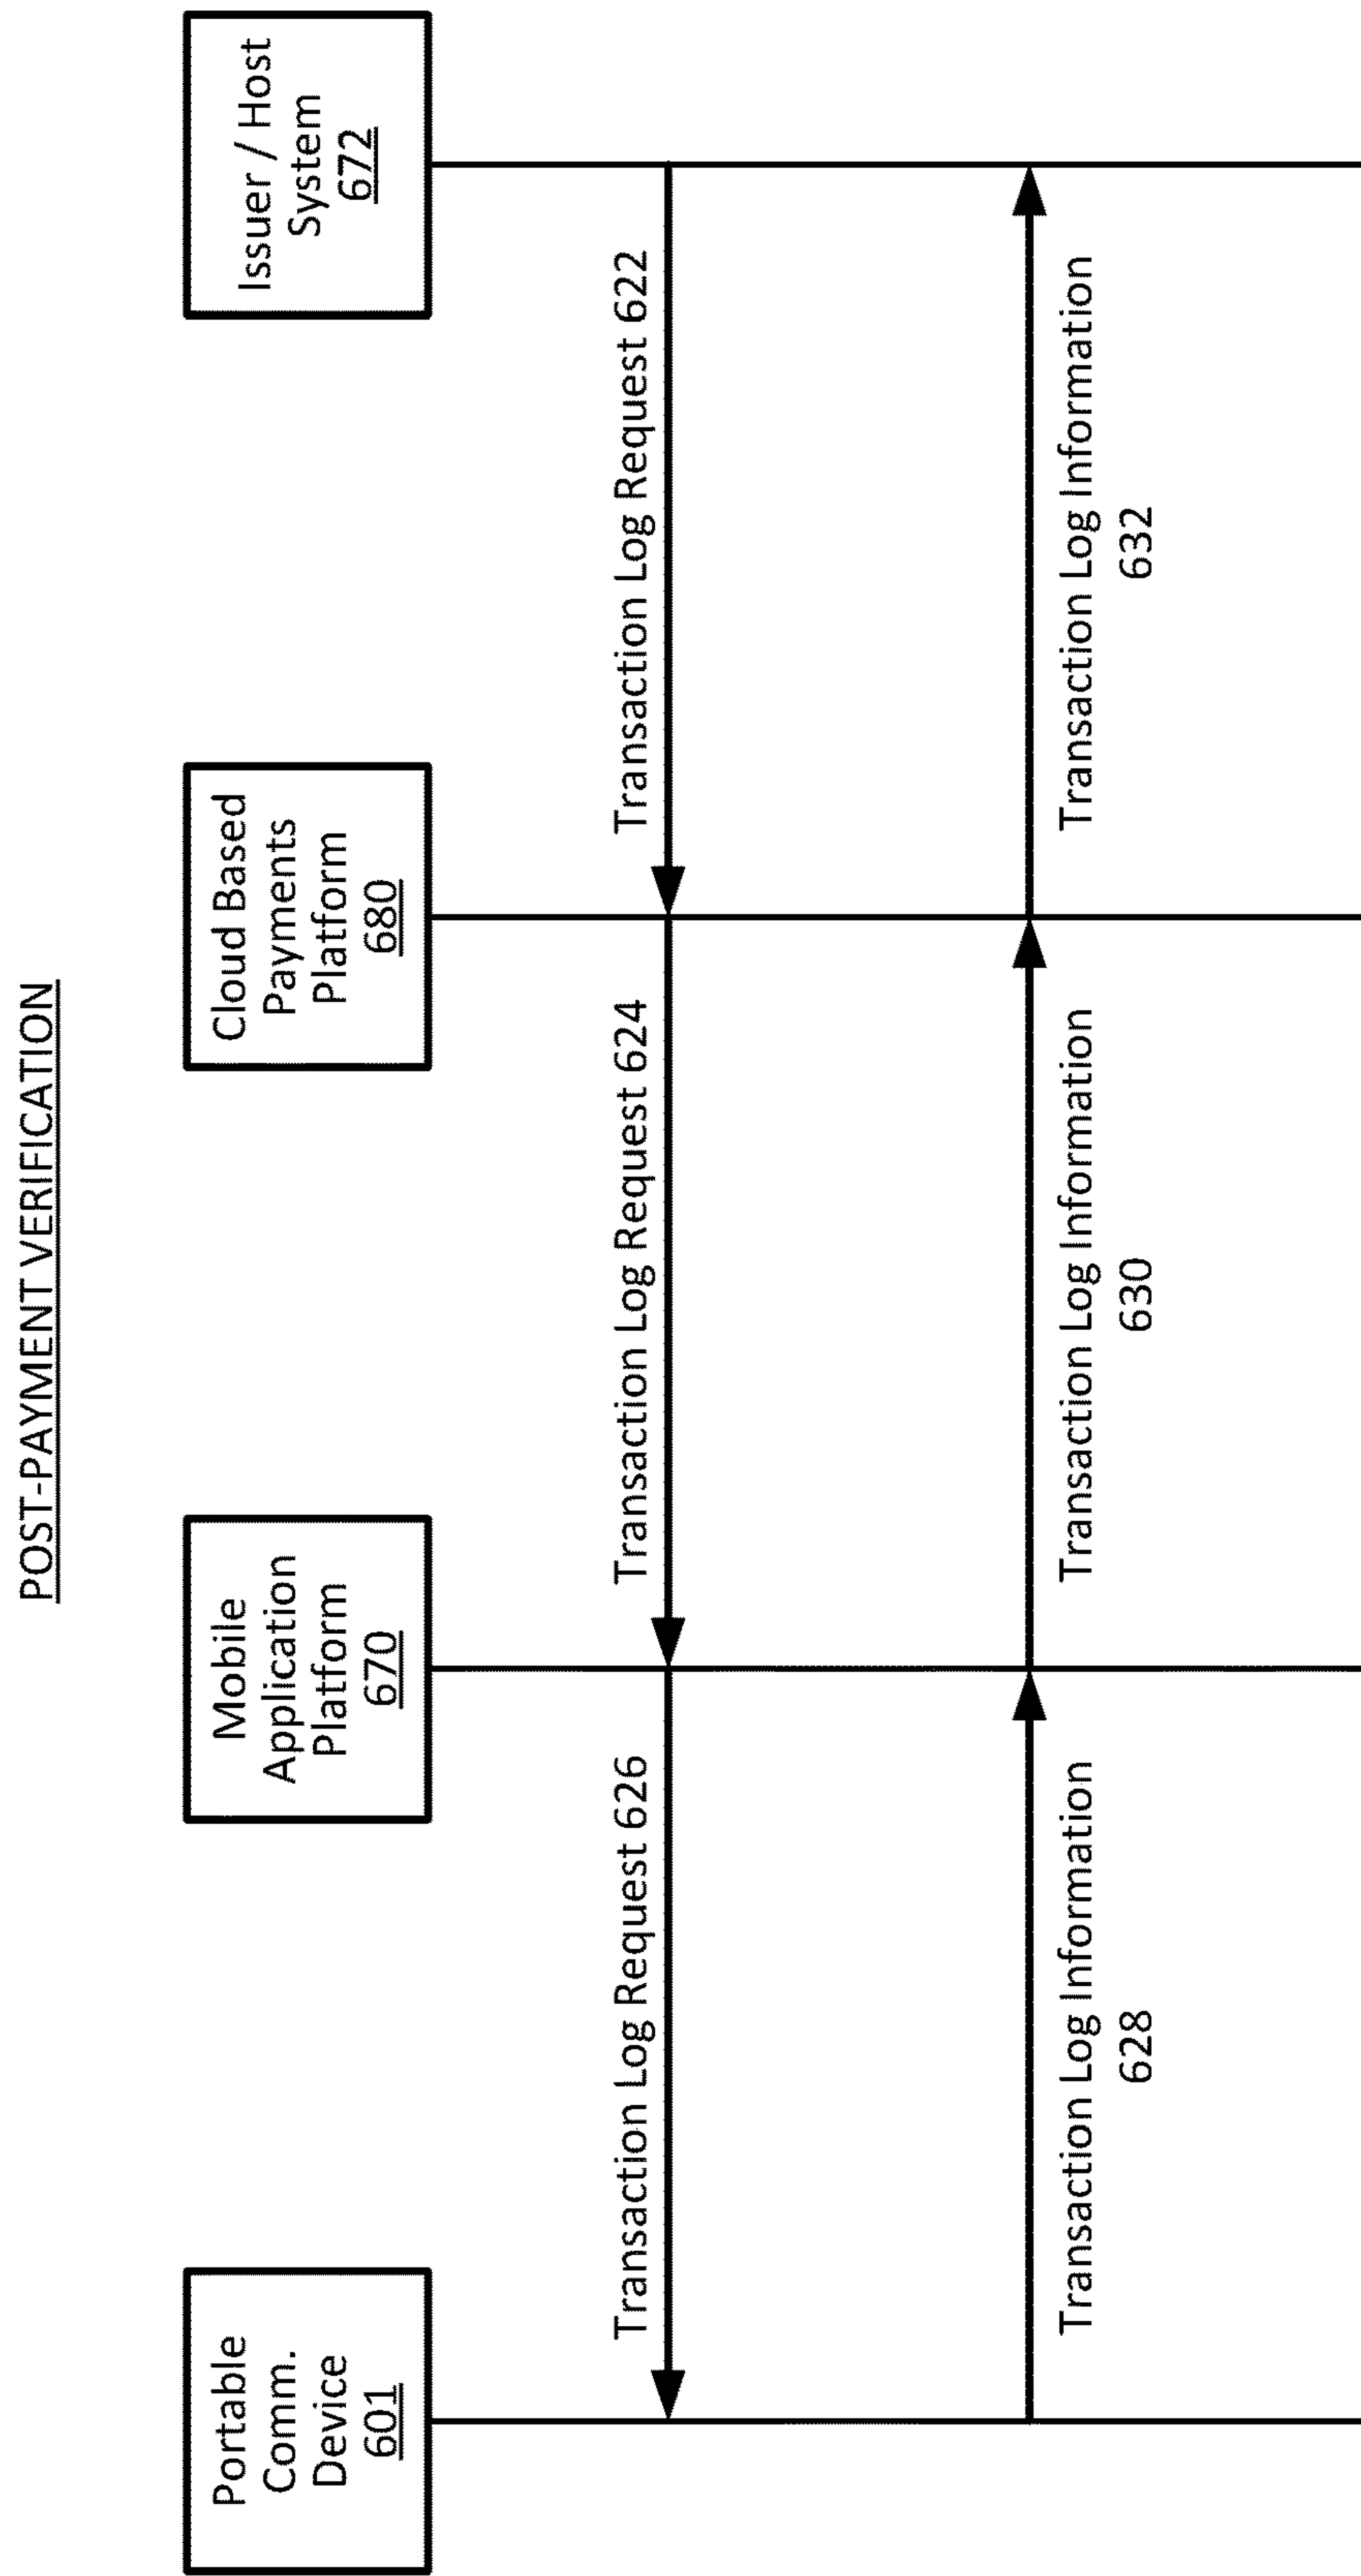 POST-PAYMENT VERIFICATION
Portable
Comm.
Device
601
Mobile
Application
Platform
670
Cloud Based
Payments
Platform
680
Issuer / Host
System
672
Transaction Log Request 626
Transaction Log Request 624
Transaction Log Request 622
Transaction Log Information
628
Transaction Log Information
630
Transaction Log Information
632